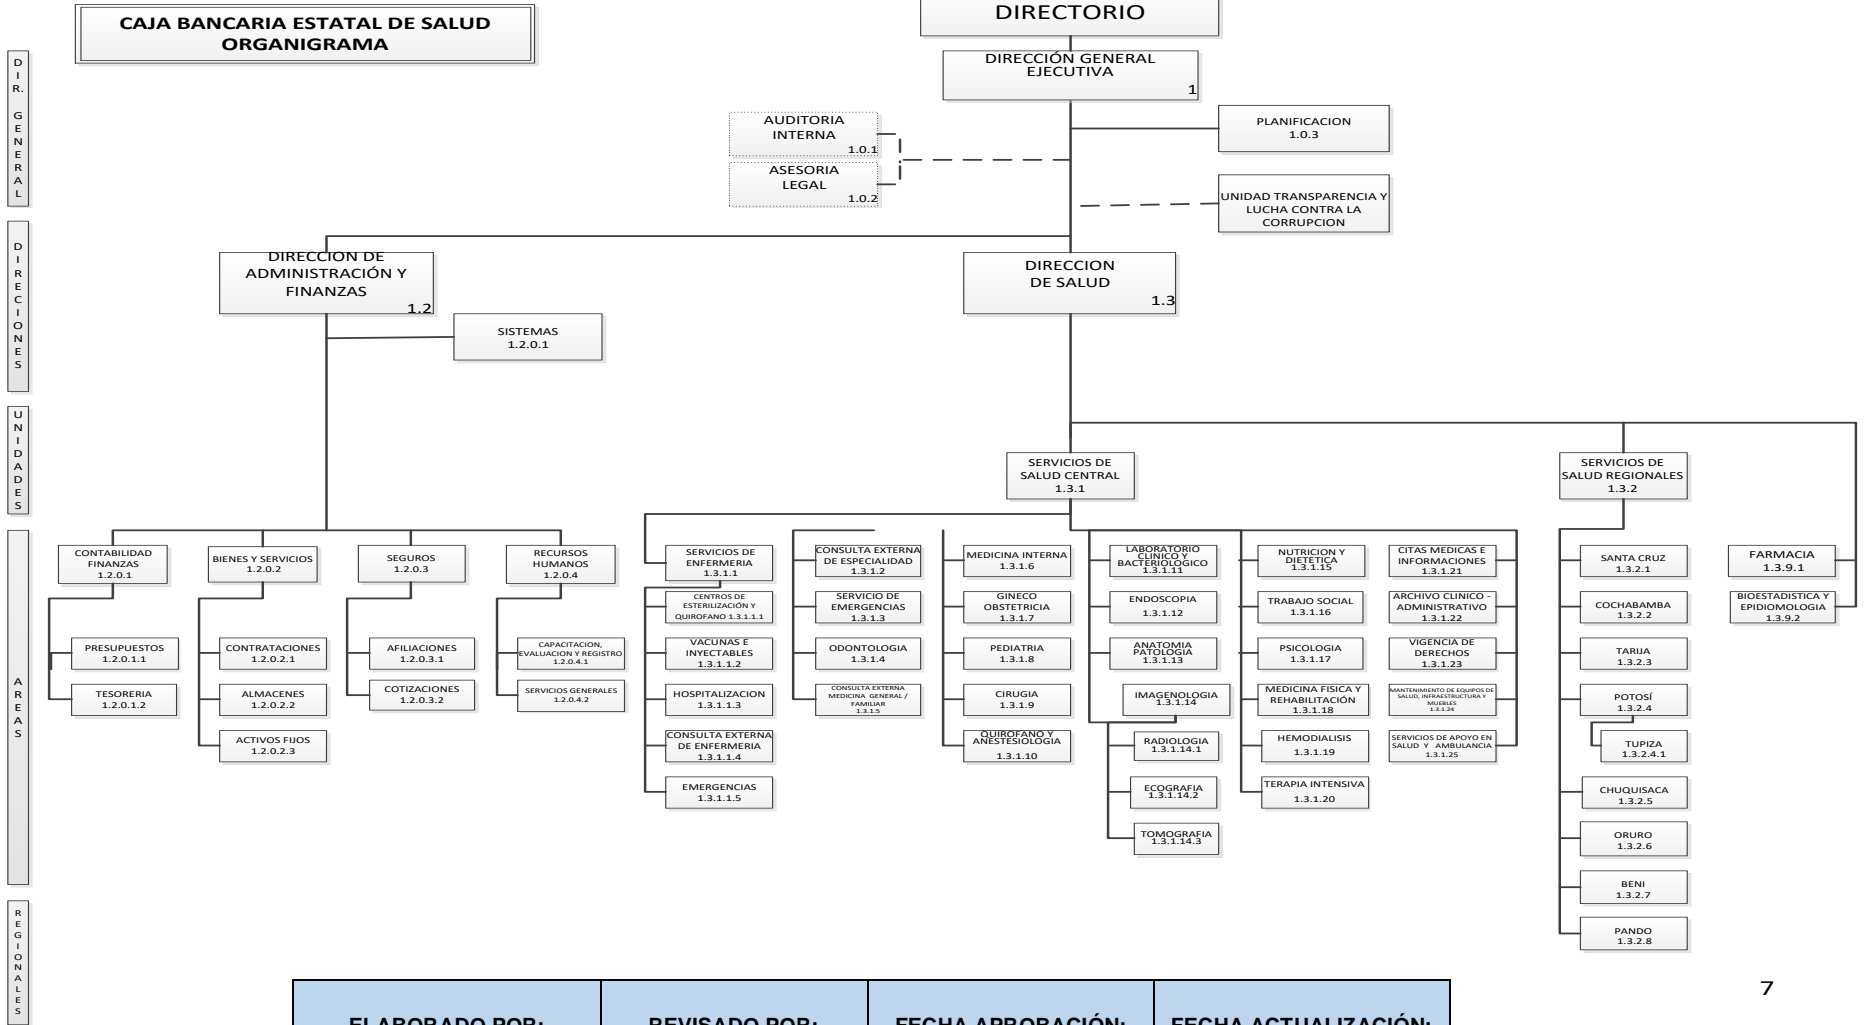 CAJA BANCARIA ESTATAL DE SALUD
ORGANIGRAMA
DIRECTORIO
DIRECCIÓN GENERAL
EJECUTIVA
1
DIR. GENERAL
AUDITORIA
INTERNA
1.0.1
ASESORIA
LEGAL
1.0.2
PLANIFICACION
1.0.3
UNIDAD TRANSPARENCIA Y
LUCHA CONTRA LA
CORRUPCION
DIRECIONES
DIRECCION DE
ADMINISTRACIÓN Y
FINANZAS
1.2
DIRECCION
DE SALUD
1.3
SISTEMAS
1.2.0.1
UNIDADES
SERVICIOS DE
SALUD CENTRAL
1.3.1
SERVICIOS DE
SALUD REGIONALES
1.3.2
AREAS
CONTABILIDAD
FINANZAS
1.2.0.1
PRESUPUESTOS
1.2.0.1.1
TESORERIA
1.2.0.1.2
BIENES Y SERVICIOS
1.2.0.2
CONTRATACIONES
1.2.0.2.1
ALMACENES
1.2.0.2.2
ACTIVOS FIJOS
1.2.0.2.3
SEGUROS
1.2.0.3
AFILIACIONES
1.2.0.3.1
COTIZACIONES
1.2.0.3.2
RECURSOS
HUMANOS
1.2.0.4
CAPACITACION,
EVALUACION Y REGISTRO
1.2.0.4.1
SERVICIOS GENERALES
1.2.0.4.2
SERVICIOS DE
ENFERMERIA
1.3.1.1
CENTROS DE
ESTERILIZACIÓN Y
QUIROFANO 1.3.1.1.1
VACUNAS E
INYECTABLES
1.3.1.1.2
HOSPITALIZACION
1.3.1.1.3
CONSULTA EXTERNA
DE ENFERMERIA
1.3.1.1.4
EMERGENCIAS
1.3.1.1.5
CONSULTA EXTERNA
DE ESPECIALIDAD
1.3.1.2
SERVICIO DE
EMERGENCIAS
1.3.1.3
ODONTOLOGIA
1.3.1.4
CONSULTA EXTERNA
MEDICINA GENERAL /
FAMILIAR
1.3.1.5
MEDICINA INTERNA
1.3.1.6
GINECO
OBSTETRICIA
1.3.1.7
PEDIATRIA
1.3.1.8
CIRUGIA
1.3.1.9
QUIROFANO Y
ANESTESIOLOGIA
1.3.1.10
LABORATORIO
CLINICO Y
BACTERIOLOGICO
1.3.1.11
ENDOSCOPIA
1.3.1.12
ANATOMIA
PATOLOGIA
1.3.1.13
IMAGENOLOGIA
1.3.1.14
RADIOLOGIA
1.3.1.14.1
ECOGRAFIA
1.3.1.14.2
TOMOGRAFIA
1.3.1.14.3
NUTRICION Y
DIETETICA
1.3.1.15
TRABAJO SOCIAL
1.3.1.16
PSICOLOGIA
1.3.1.17
MEDICINA FISICA Y
REHABILITACIÓN
1.3.1.18
HEMODIALISIS
1.3.1.19
TERAPIA INTENSIVA
1.3.1.20
CITAS MEDICAS E
INFORMACIONES
1.3.1.21
ARCHIVO CLINICO -
ADMINISTRATIVO
1.3.1.22
VIGENCIA DE
DERECHOS
1.3.1.23
MANTENIMIENTO DE EQUIPOS DE
SALUD, INFRAESTRUCTURA Y
MUEBLES
1.3.1.24
SERVICIOS DE APOYO EN
SALUD Y AMBULANCIA
1.3.1.25
SANTA CRUZ
1.3.2.1
COCHABAMBA
1.3.2.2
TARIJA
1.3.2.3
POTOSÍ
1.3.2.4
TUPIZA
1.3.2.4.1
CHUQUISACA
1.3.2.5
ORURO
1.3.2.6
BENI
1.3.2.7
PANDO
1.3.2.8
FARMACIA
1.3.9.1
BIOESTADISTICA Y
EPIDIOMOLOGIA
1.3.9.2
REGIONALES
7
ELABORADO POR: REVISADO POR: FECHA APROBACIÓN: FECHA ACTUALIZACIÓN: